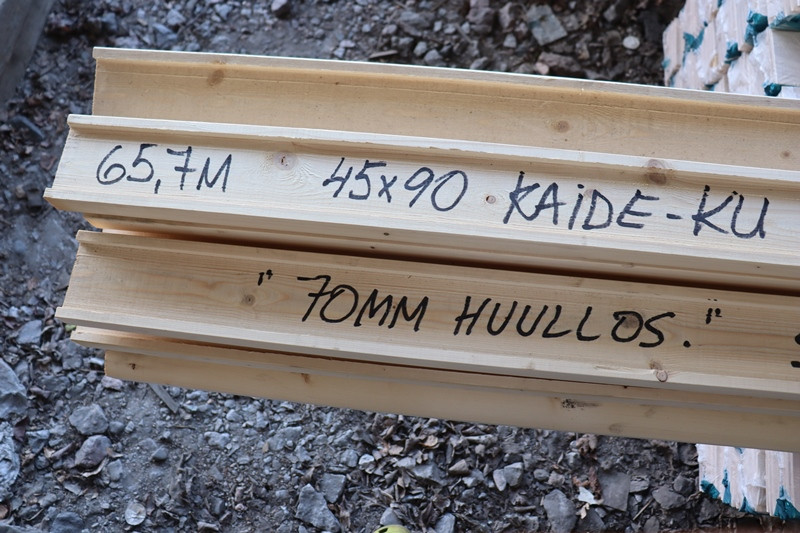 65,7M 45x90 KAIDE-KU
"70MM HUULLOS."